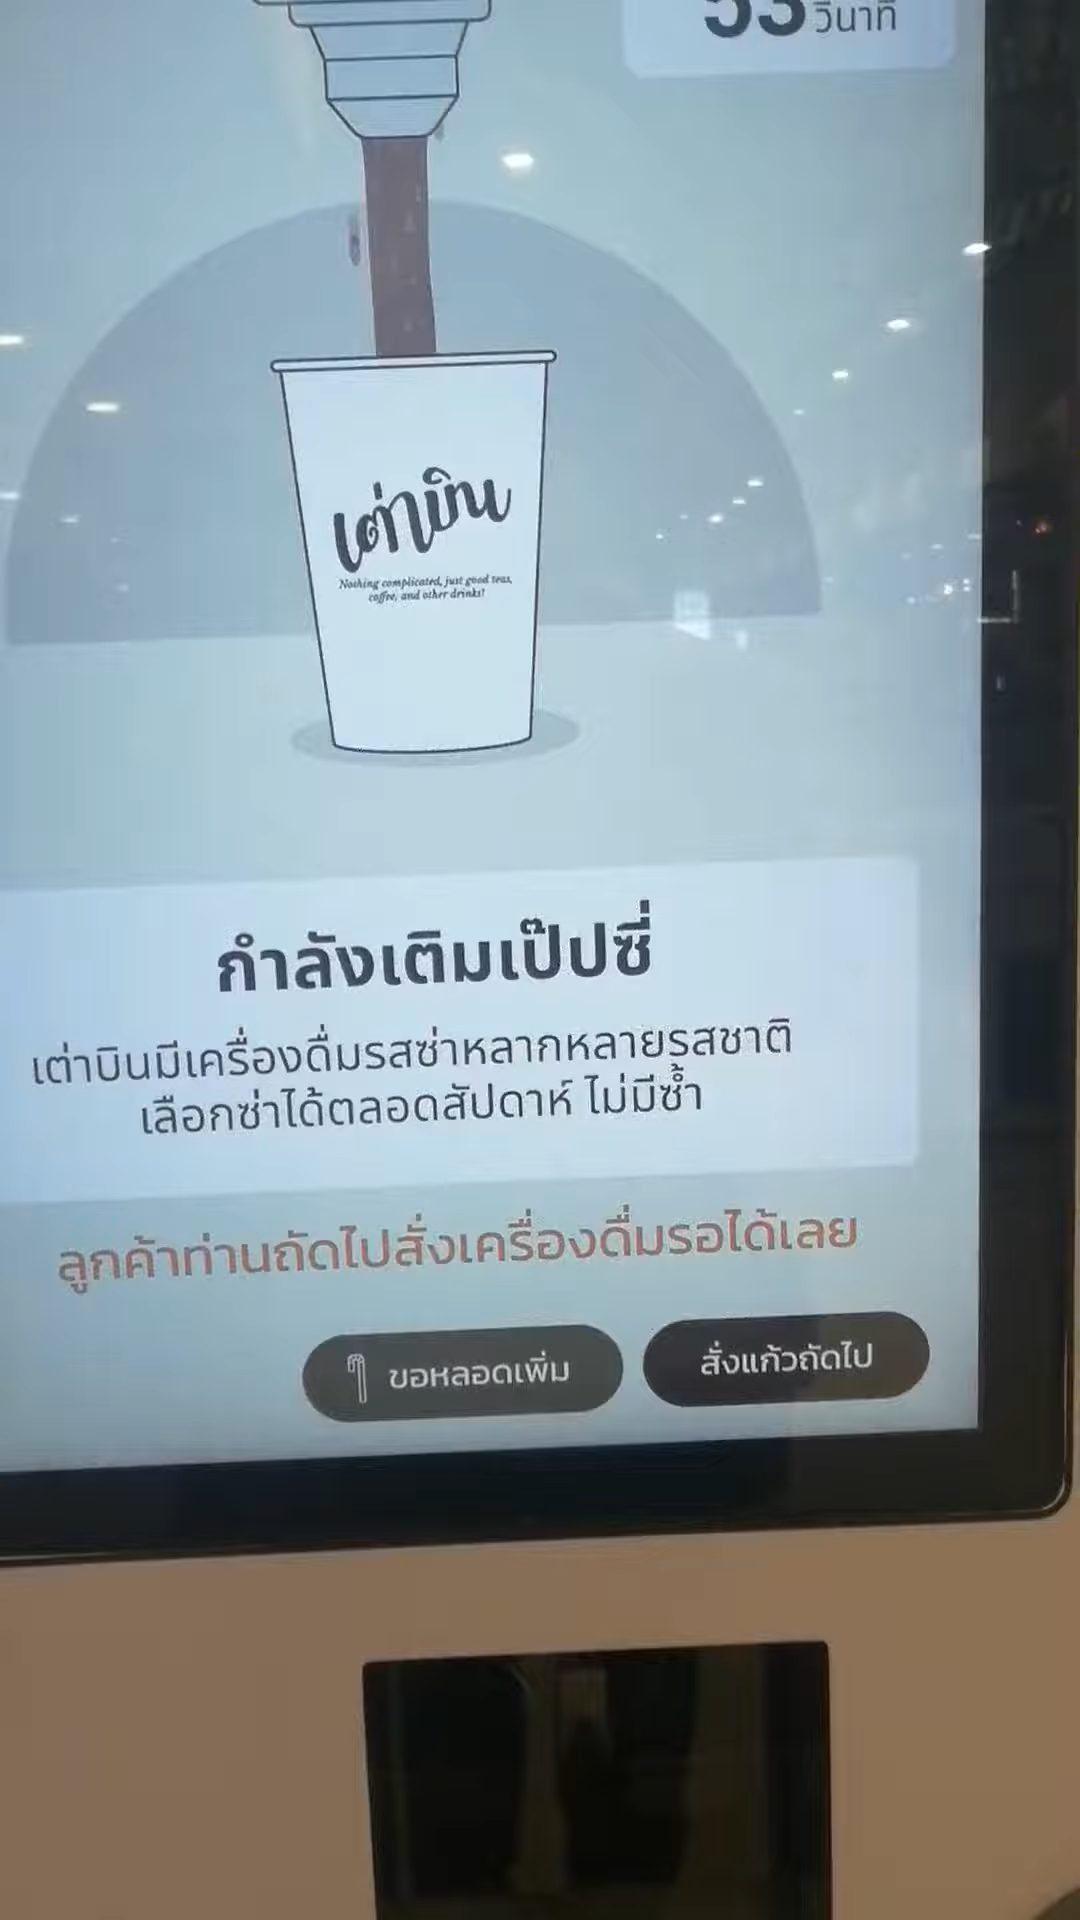 53 วินาที
เต่าบิน
Nothing complicated, just good teas,
coffee, and other drinks!
กำลังเติมเป๊ปซี่
เต่าบินมีเครื่องดื่มรสซ่าหลากหลายรสชาติ
เลือกซ่าได้ตลอดสัปดาห์ ไม่มีซ้ำ
ลูกค้าท่านถัดไปสั่งเครื่องดื่มรอได้เลย
ขอหลอดเพิ่ม
สั่งแก้วถัดไป